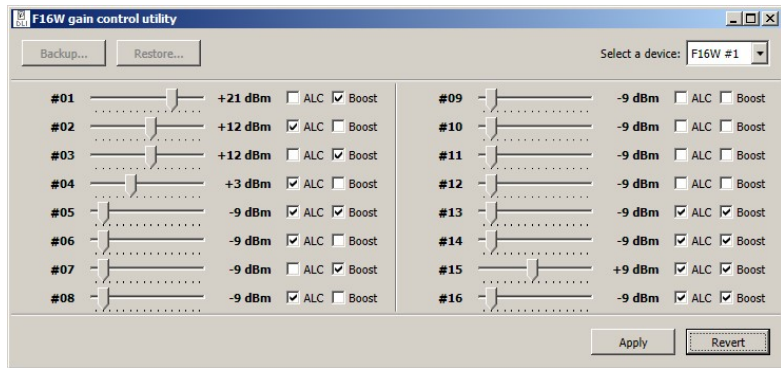 DLI F16W gain control utility
Backup... Restore... Select a device: F16W #1
#01 +21 dBm ALC Boost
#02 +12 dBm ALC Boost
#03 +12 dBm ALC Boost
#04 +3 dBm ALC Boost
#05 -9 dBm ALC Boost
#06 -9 dBm ALC Boost
#07 -9 dBm ALC Boost
#08 -9 dBm ALC Boost
#09 -9 dBm ALC Boost
#10 -9 dBm ALC Boost
#11 -9 dBm ALC Boost
#12 -9 dBm ALC Boost
#13 -9 dBm ALC Boost
#14 -9 dBm ALC Boost
#15 +9 dBm ALC Boost
#16 -9 dBm ALC Boost
Apply Revert